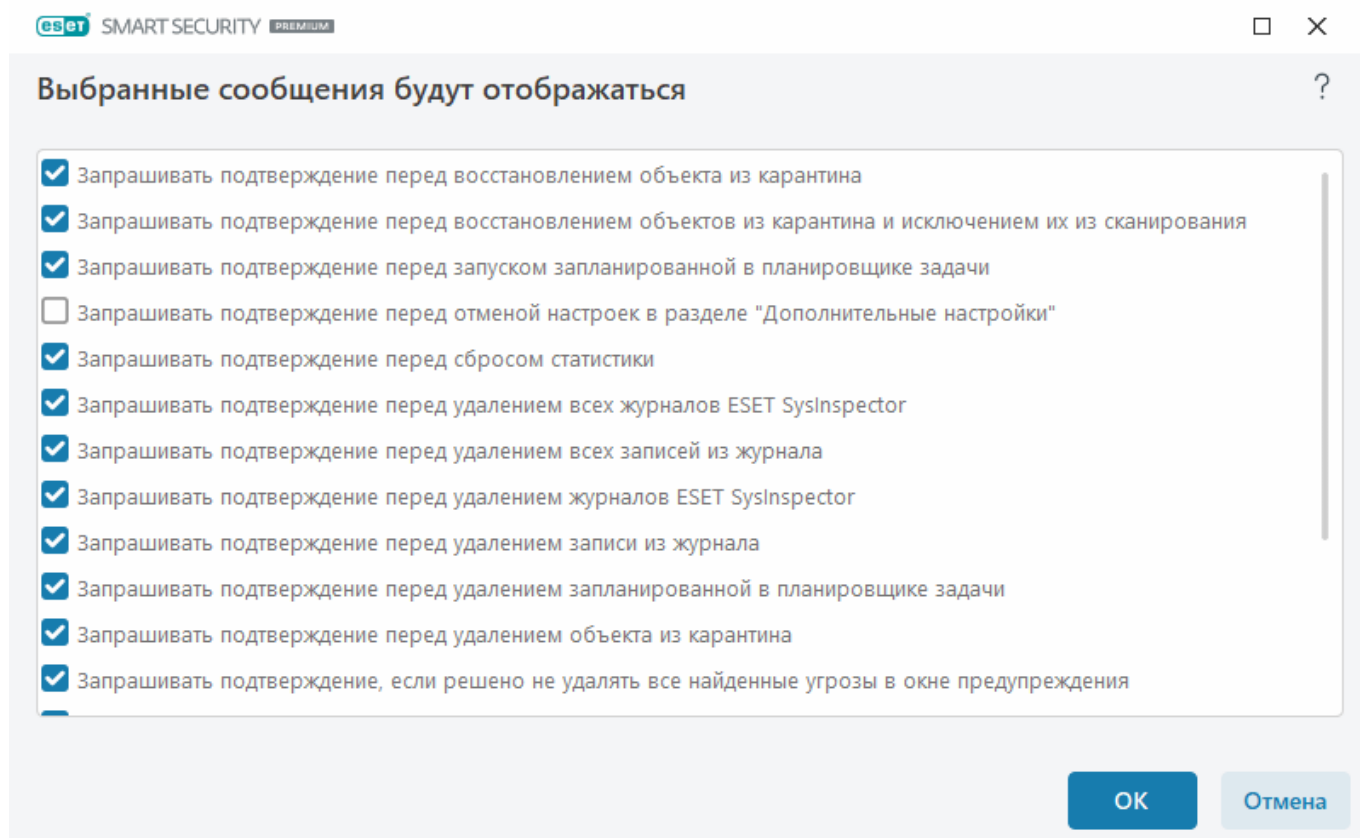 eset SMART SECURITY PREMIUM
Выбранные сообщения будут отображаться
?
Запрашивать подтверждение перед восстановлением объекта из карантина
Запрашивать подтверждение перед восстановлением объектов из карантина и исключением их из сканирования
Запрашивать подтверждение перед запуском запланированной в планировщике задачи
Запрашивать подтверждение перед отменой настроек в разделе "Дополнительные настройки"
Запрашивать подтверждение перед сбросом статистики
Запрашивать подтверждение перед удалением всех журналов ESET SysInspector
Запрашивать подтверждение перед удалением всех записей из журнала
Запрашивать подтверждение перед удалением журналов ESET SysInspector
Запрашивать подтверждение перед удалением записи из журнала
Запрашивать подтверждение перед удалением запланированной в планировщике задачи
Запрашивать подтверждение перед удалением объекта из карантина
Запрашивать подтверждение, если решено не удалять все найденные угрозы в окне предупреждения
ОК Отмена